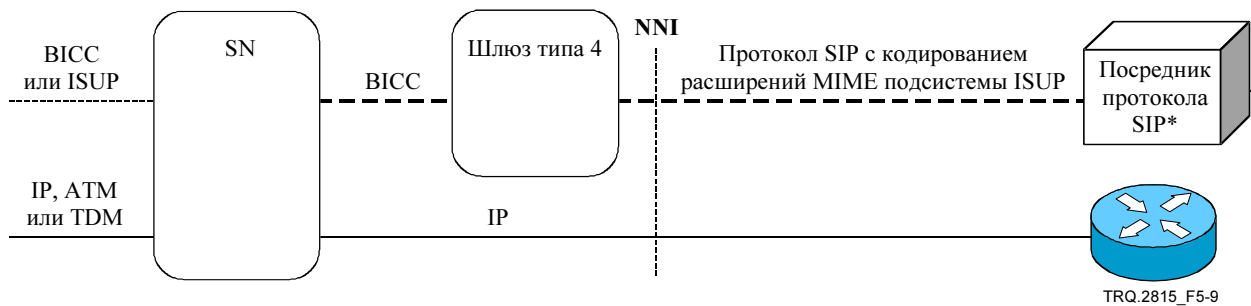 BICC
или ISUP
SN
BICC
Шлюз типа 4
NNI
Протокол SIP с кодированием
расширений MIME подсистемы ISUP
Посредник
протокола
SIP*
IP, ATM
или TDM
IP
TRQ.2815_F5-9